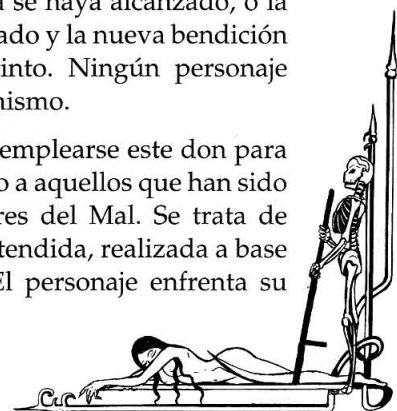 se haya alcanzado, o la
ado y la nueva bendición
into. Ningún personaje
nismo.
emplearse este don para
o a aquellos que han sido
res del Mal. Se trata de
tendida, realizada a base
El personaje enfrenta su